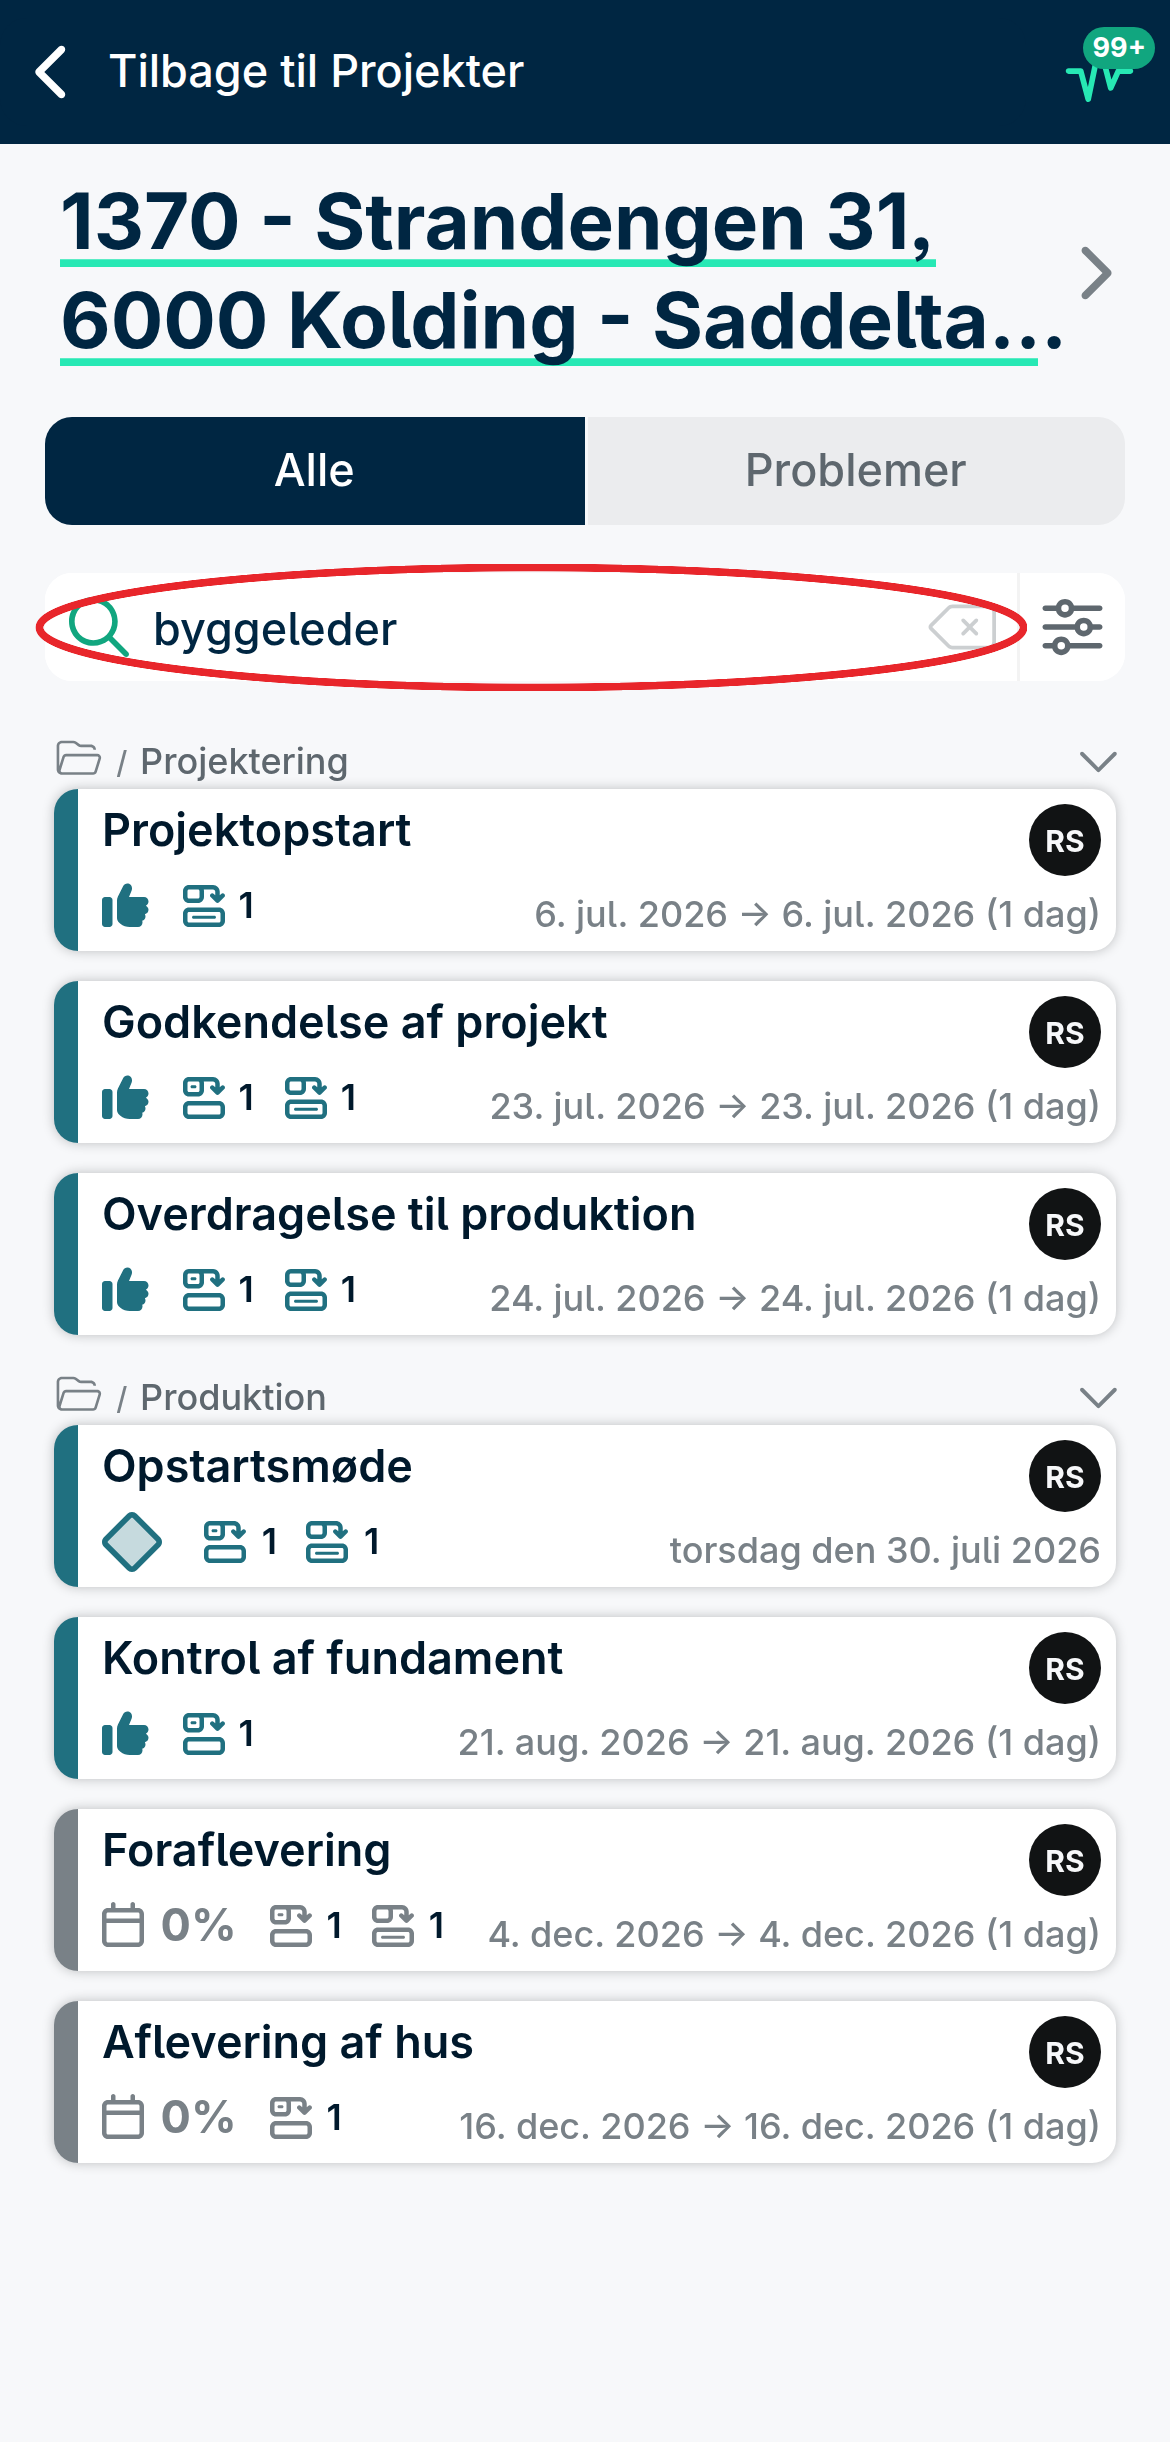 Tilbage til Projekter
99+
1370 - Strandengen 31,
6000 Kolding - Saddelta...
Alle
Problemer
byggeleder
/ Projektering
Projektopstart
RS
1
6. jul. 2026 → 6. jul. 2026 (1 dag)
Godkendelse af projekt
RS
1 1
23. jul. 2026 → 23. jul. 2026 (1 dag)
Overdragelse til produktion
RS
1 1
24. jul. 2026 → 24. jul. 2026 (1 dag)
/ Produktion
Opstartsmøde
RS
1 1
torsdag den 30. juli 2026
Kontrol af fundament
RS
1
21. aug. 2026 → 21. aug. 2026 (1 dag)
Foraflevering
RS
0% 1 1
4. dec. 2026 → 4. dec. 2026 (1 dag)
Aflevering af hus
RS
0% 1
16. dec. 2026 → 16. dec. 2026 (1 dag)